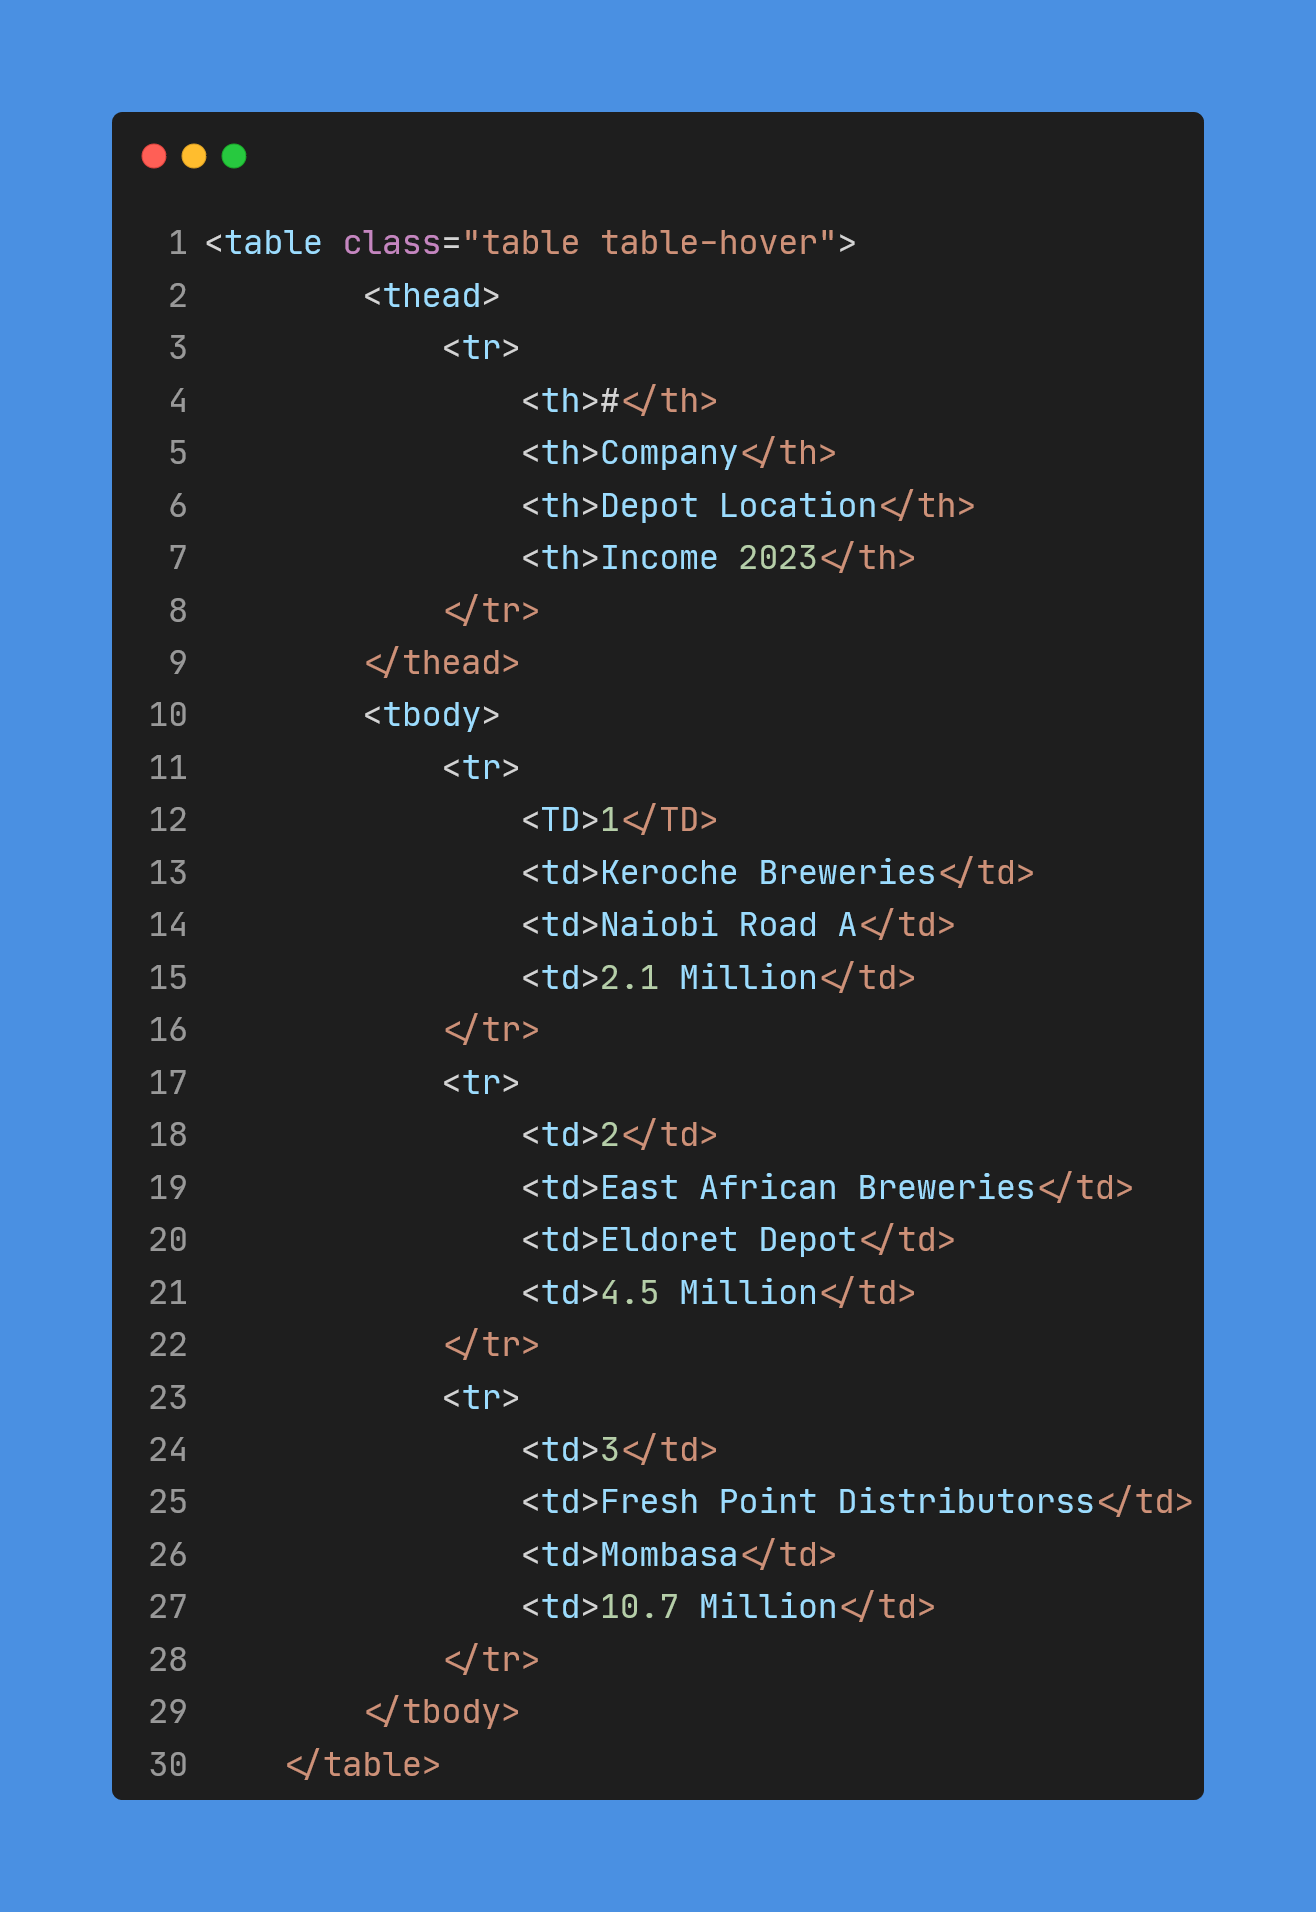 1 <table class="table table-hover">
2         <thead>
3             <tr>
4                 <th>#</th>
5                 <th>Company</th>
6                 <th>Depot Location</th>
7                 <th>Income 2023</th>
8             </tr>
9         </thead>
10         <tbody>
11             <tr>
12                 <TD>1</TD>
13                 <td>Keroche Breweries</td>
14                 <td>Naiobi Road A</td>
15                 <td>2.1 Million</td>
16             </tr>
17             <tr>
18                 <td>2</td>
19                 <td>East African Breweries</td>
20                 <td>Eldoret Depot</td>
21                 <td>4.5 Million</td>
22             </tr>
23             <tr>
24                 <td>3</td>
25                 <td>Fresh Point Distributorss</td>
26                 <td>Mombasa</td>
27                 <td>10.7 Million</td>
28             </tr>
29         </tbody>
30     </table>